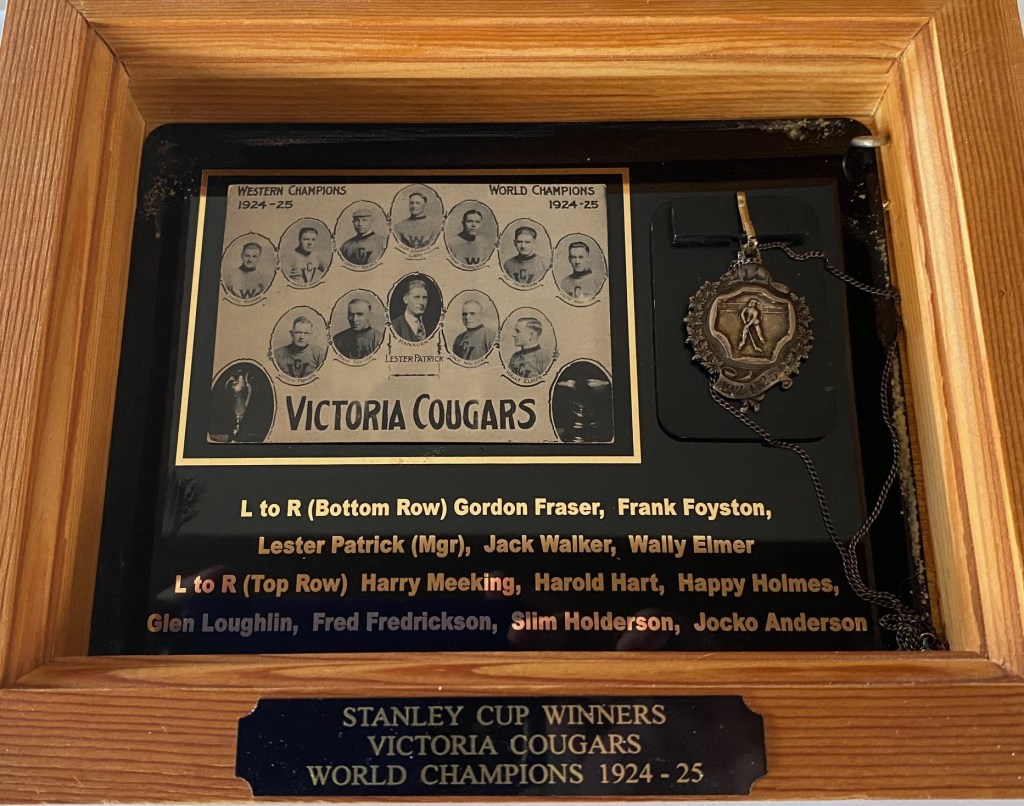 WESTERN CHAMPIONS
1924-25
WORLD CHAMPIONS
1924-25
MANAGER
LESTER PATRICK
VICTORIA COUGARS
L to R (Bottom Row) Gordon Fraser, Frank Foyston,
Lester Patrick (Mgr), Jack Walker, Wally Elmer
L to R (Top Row) Harry Meeking, Harold Hart, Happy Holmes,
Glen Loughlin, Fred Fredrickson, Slim Holderson, Jocko Anderson
STANLEY CUP WINNERS
VICTORIA COUGARS
WORLD CHAMPIONS 1924 - 25